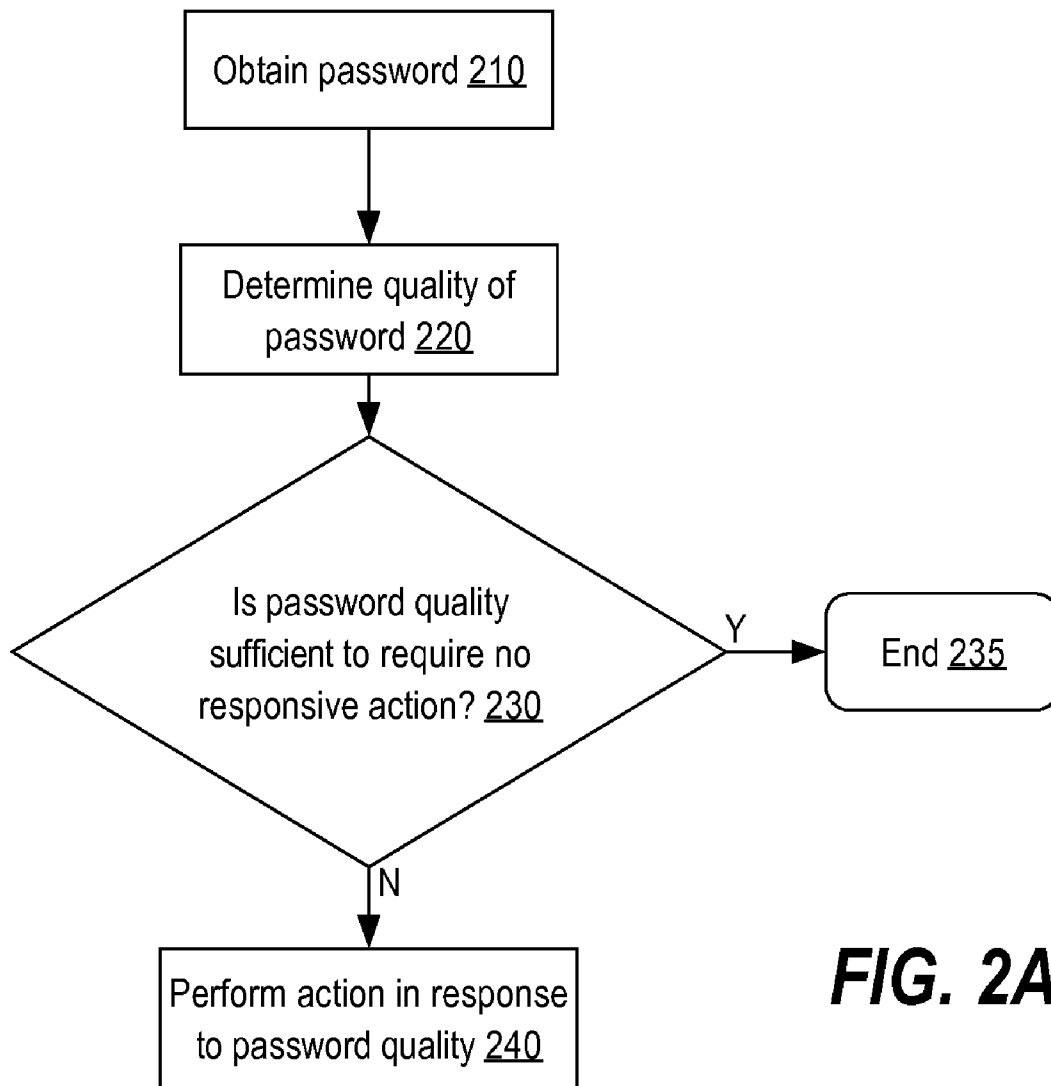 Obtain password 210
Determine quality of
password 220
Is password quality
sufficient to require no
responsive action? 230
Y
End 235
N
Perform action in response
to password quality 240
FIG. 2A